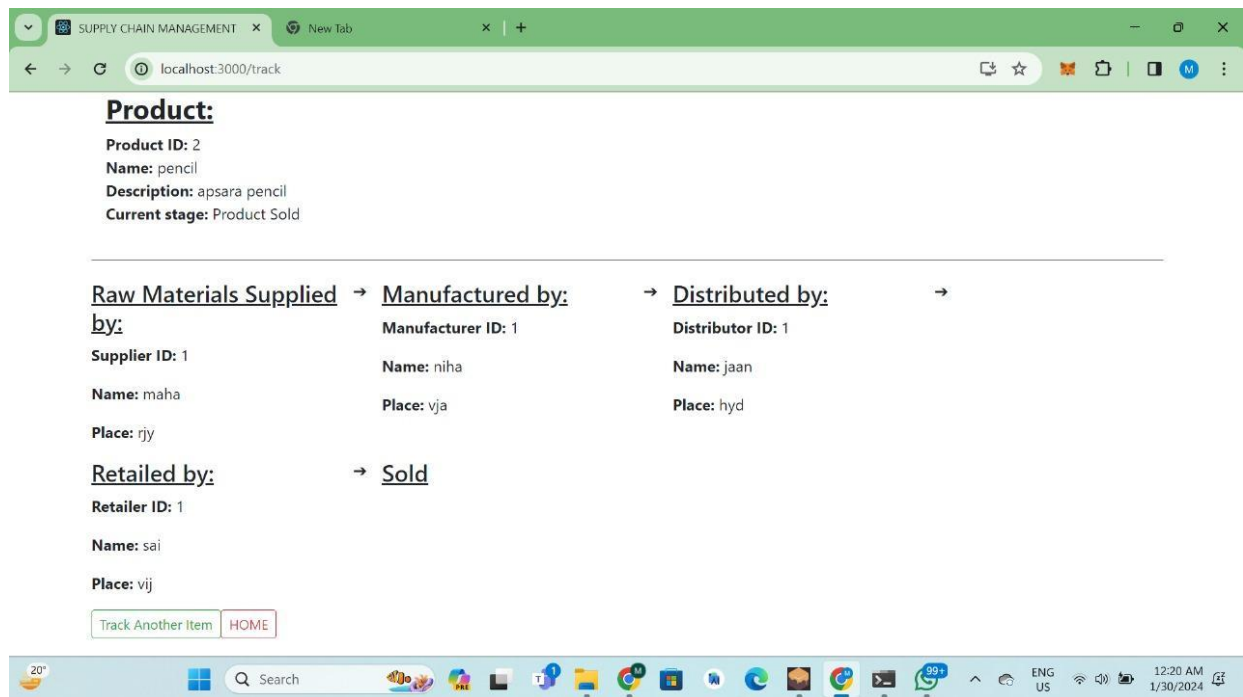 SUPPLY CHAIN MANAGEMENT
New Tab
localhost:3000/track
M
Product:
Product ID: 2
Name: pencil
Description: apsara pencil
Current stage: Product Sold
Raw Materials Supplied → Manufactured by: → Distributed by: →
by:
Supplier ID: 1
Name: maha
Place: rjy
Manufacturer ID: 1
Name: niha
Place: vja
Distributor ID: 1
Name: jaan
Place: hyd
Retailed by: → Sold
Retailer ID: 1
Name: sai
Place: vij
Track Another Item HOME
20°
Search
PRE
1
M
99+
ENG
US
12:20 AM
1/30/2024